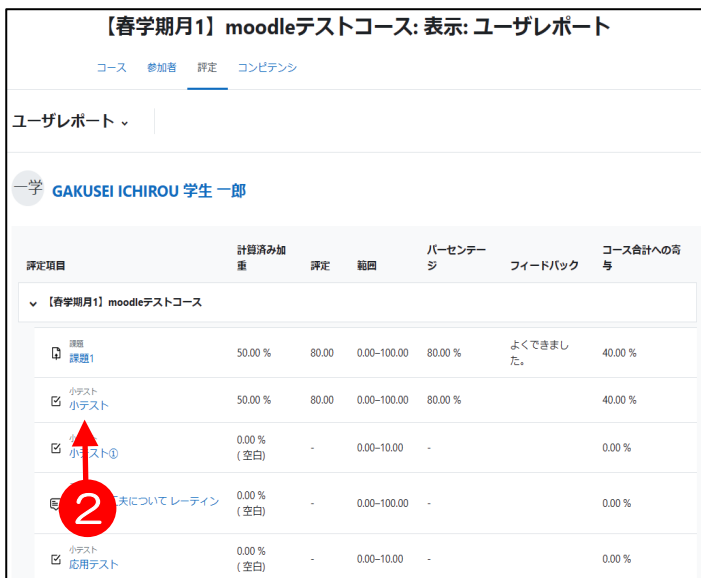 【春学期月1】moodleテストコース: 表示: ユーザレポート
コース 参加者 評定 コンピテンシ
ユーザレポート
一学 GAKUSEI ICHIROU 学生 一郎
評定項目 計算済み加重 評定 範囲 パーセンテージ フィードバック コース合計への寄与
【春学期月1】moodleテストコース
課題
課題1 50.00 % 80.00 0.00–100.00 80.00 % よくできました。 40.00 %
小テスト
小テスト 50.00 % 80.00 0.00–100.00 80.00 % 40.00 %
小テスト① 0.00 % (空白) - 0.00–10.00 - 0.00 %
夫について レーティン 0.00 % (空白) - 0.00–100.00 - 0.00 %
2
小テスト
応用テスト 0.00 % (空白) - 0.00–10.00 - 0.00 %